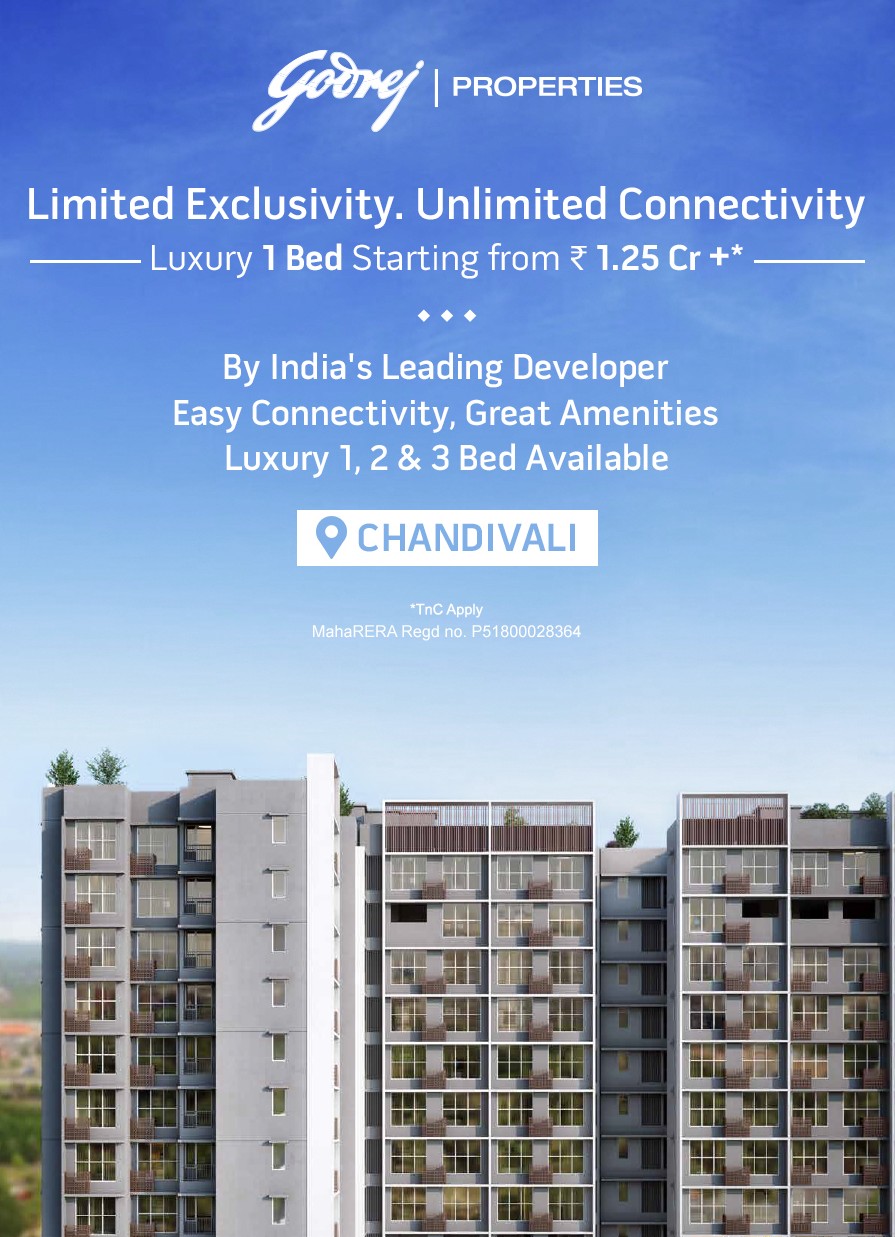 Godrej | PROPERTIES
Limited Exclusivity. Unlimited Connectivity
Luxury 1 Bed Starting from ₹ 1.25 Cr +*
By India's Leading Developer
Easy Connectivity, Great Amenities
Luxury 1, 2 & 3 Bed Available
CHANDIVALI
*TnC Apply
MahaRERA Regd no. P51800028364